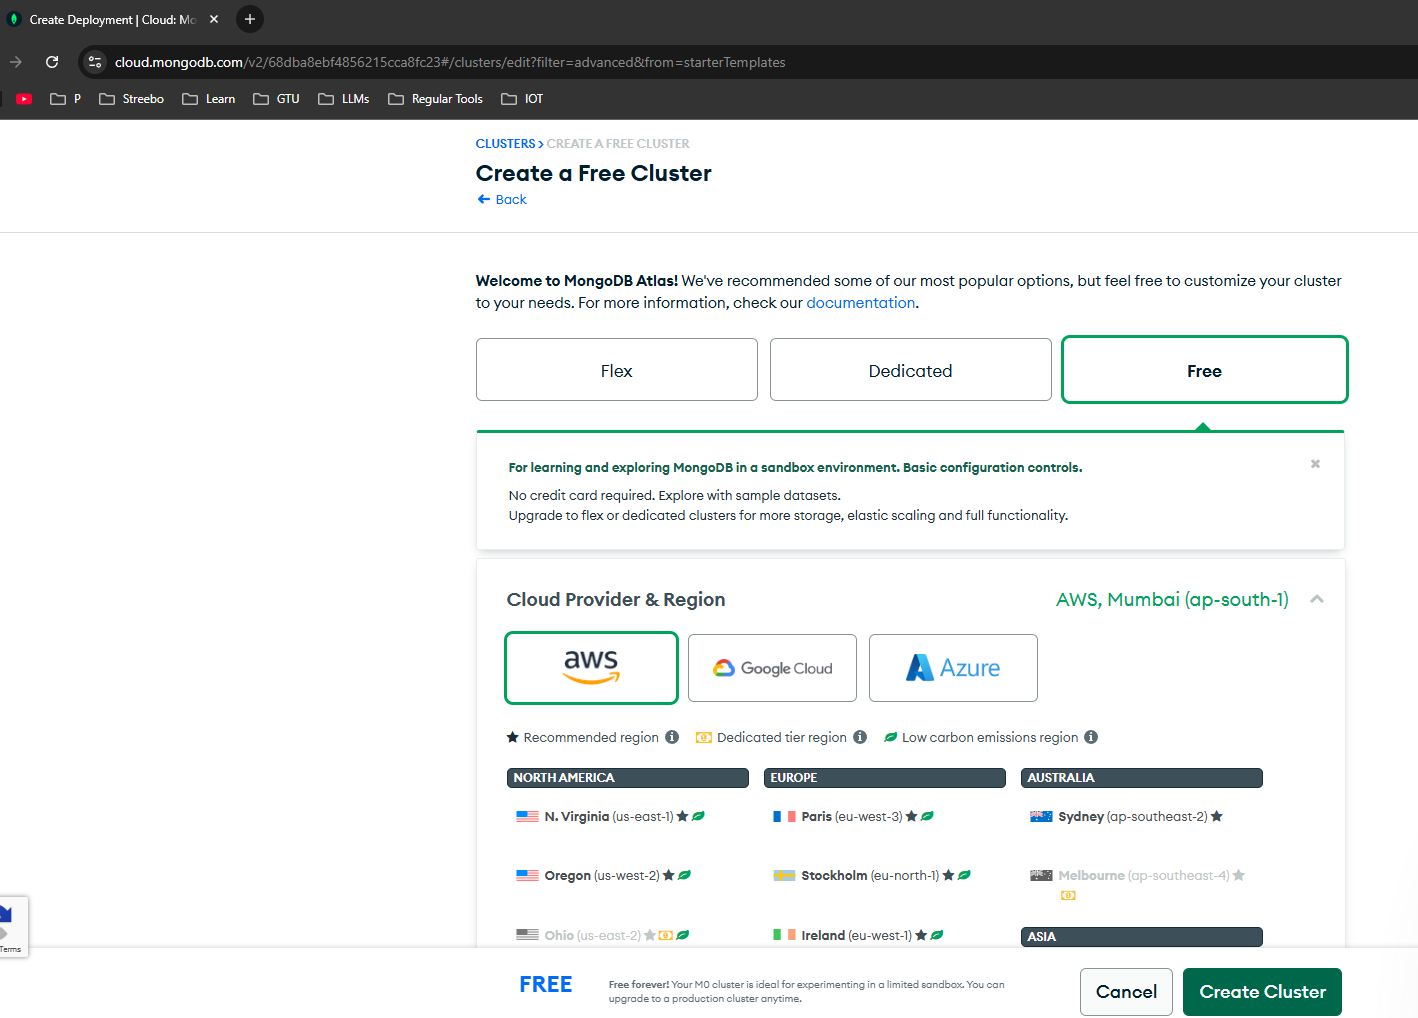 Create Deployment | Cloud: Mo
cloud.mongodb.com/v2/68dba8ebf4856215cca8fc23#/clusters/edit?filter=advanced&from=starterTemplates
P Streebo Learn GTU LLMs Regular Tools IOT
CLUSTERS > CREATE A FREE CLUSTER
Create a Free Cluster
Back
Welcome to MongoDB Atlas! We've recommended some of our most popular options, but feel free to customize your cluster
to your needs. For more information, check our documentation.
Flex Dedicated Free
For learning and exploring MongoDB in a sandbox environment. Basic configuration controls.
No credit card required. Explore with sample datasets.
Upgrade to flex or dedicated clusters for more storage, elastic scaling and full functionality.
Cloud Provider & Region AWS, Mumbai (ap-south-1)
aws Google Cloud Azure
Recommended region Dedicated tier region Low carbon emissions region
NORTH AMERICA EUROPE AUSTRALIA
N. Virginia (us-east-1) Paris (eu-west-3) Sydney (ap-southeast-2)
Oregon (us-west-2) Stockholm (eu-north-1) Melbourne (ap-southeast-4)
Ohio (us-east-2) Ireland (eu-west-1) ASIA
Terms
FREE
Free forever! Your M0 cluster is ideal for experimenting in a limited sandbox. You can
upgrade to a production cluster anytime.
Cancel Create Cluster